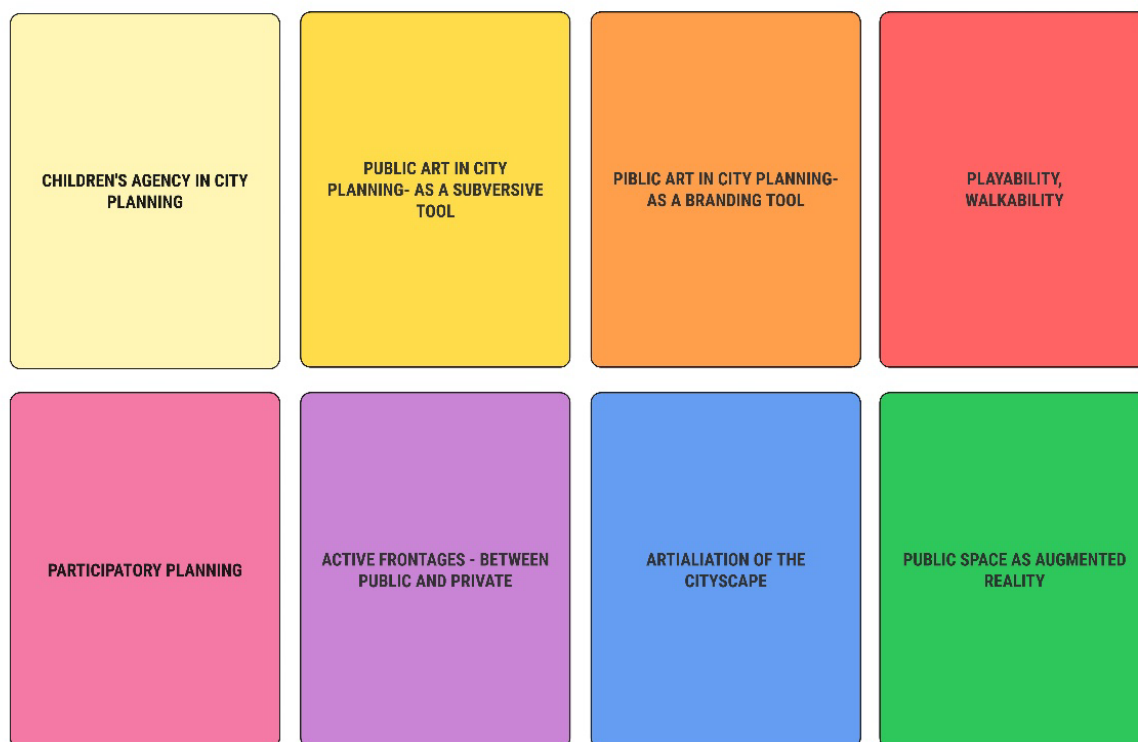 CHILDREN'S AGENCY IN CITY
PLANNING
PUBLIC ART IN CITY
PLANNING- AS A SUBVERSIVE
TOOL
PIBLIC ART IN CITY PLANNING-
AS A BRANDING TOOL
PLAYABILITY,
WALKABILITY
PARTICIPATORY PLANNING
ACTIVE FRONTAGES - BETWEEN
PUBLIC AND PRIVATE
ARTIALIATION OF THE
CITYSCAPE
PUBLIC SPACE AS AUGMENTED
REALITY